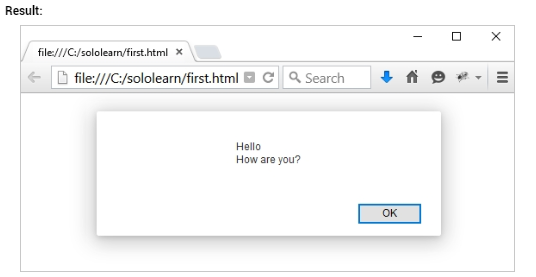 Result:
file:///C:/sololearn/first.html ×
file:///C:/sololearn/first.html
Search
Hello
How are you?
OK